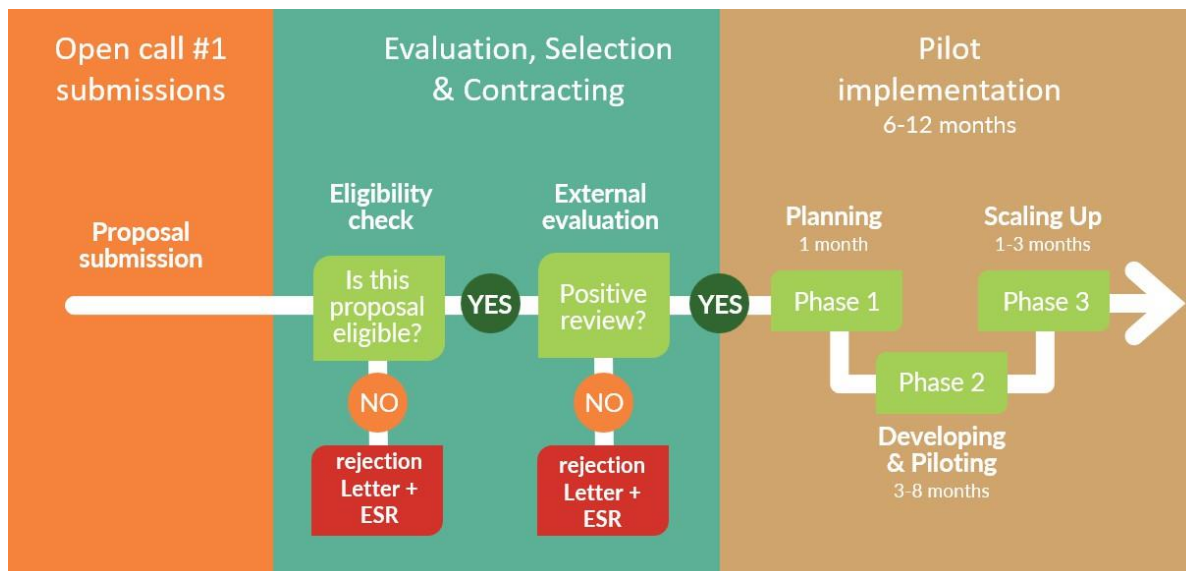 Open call #1
submissions
Evaluation, Selection
& Contracting
Pilot
implementation
6-12 months
Proposal
submission
Eligibility
check
Is this
proposal
eligible?
YES
NO
rejection
Letter +
ESR
External
evaluation
Positive
review?
YES
NO
rejection
Letter +
ESR
Planning
1 month
Phase 1
Phase 2
Developing
& Piloting
3-8 months
Scaling Up
1-3 months
Phase 3